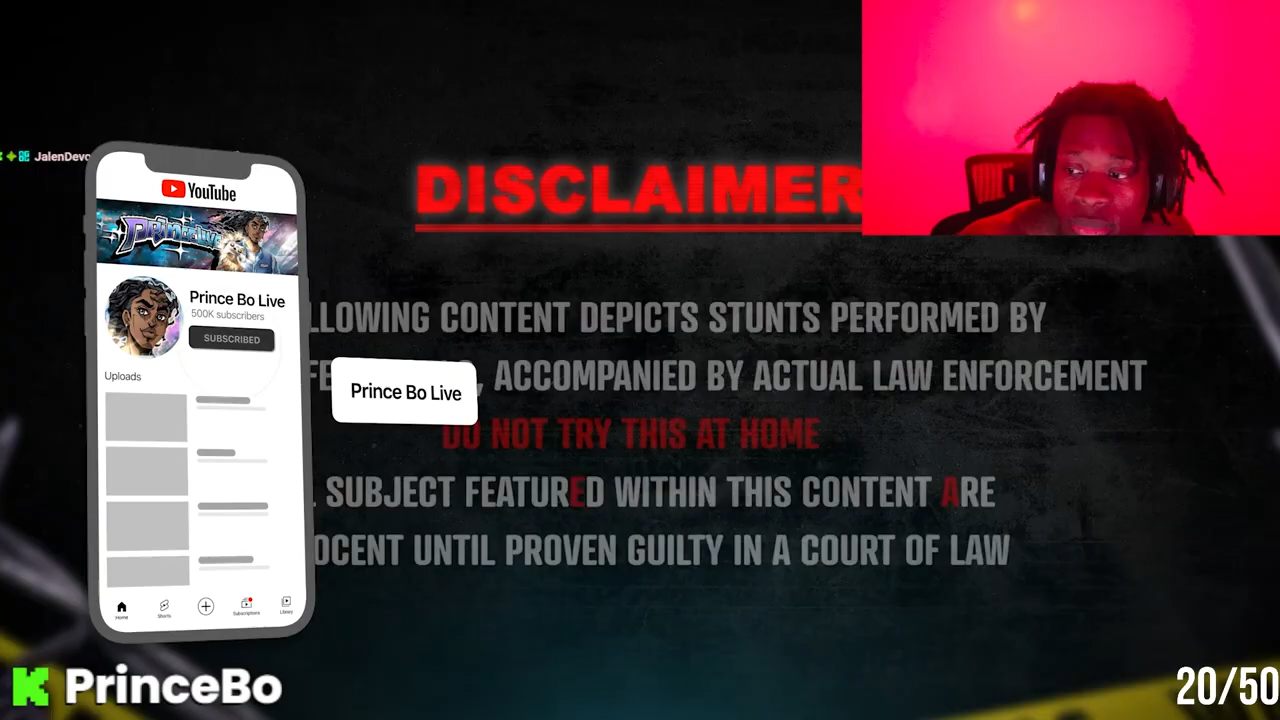 JalenDevo
YouTube
PrinceLive
Prince Bo Live
500K subscribers
SUBSCRIBED
Uploads
Home
Shorts
Subscriptions
Library
Prince Bo Live
DISCLAIMER
LLOWING CONTENT DEPICTS STUNTS PERFORMED BY
FE , ACCOMPANIED BY ACTUAL LAW ENFORCEMENT
DO NOT TRY THIS AT HOME
SUBJECT FEATURED WITHIN THIS CONTENT ARE
OCENT UNTIL PROVEN GUILTY IN A COURT OF LAW
PrinceBo
20/50